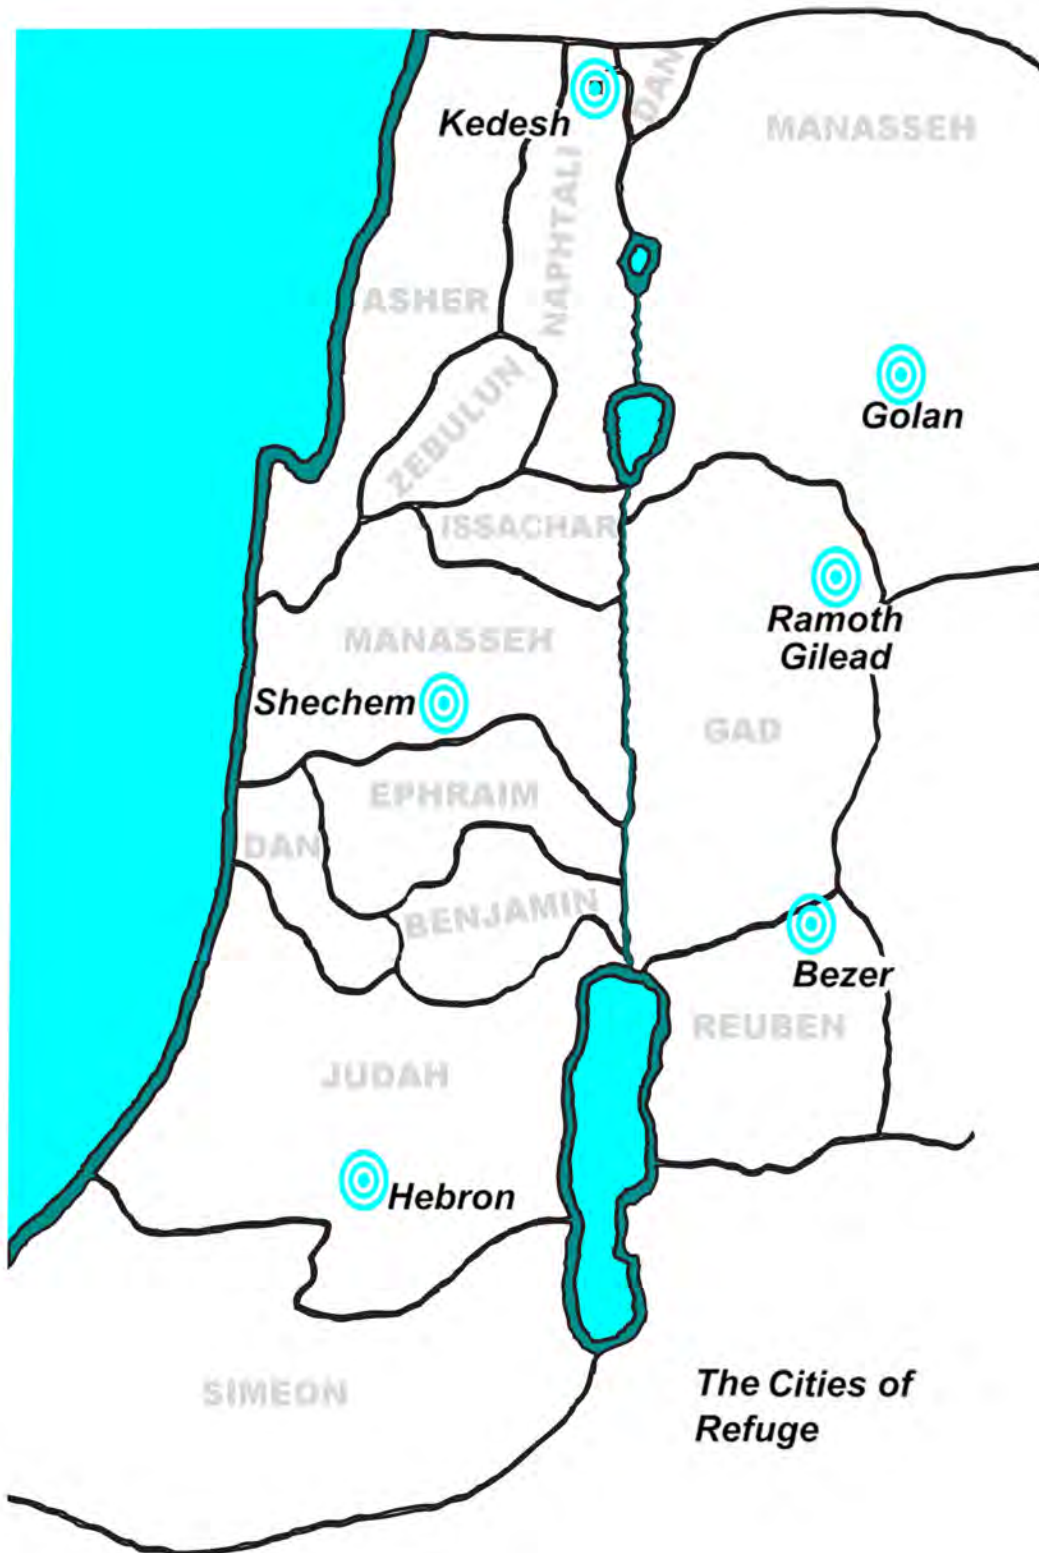 DAN
MANASSEH
Kedesh
NAPHTALI
ASHER
ZEBULUN
Golan
ISSACHAR
Ramoth
Gilead
MANASSEH
Shechem
GAD
EPHRAIM
DAN
BENJAMIN
Bezer
REUBEN
JUDAH
Hebron
SIMEON
The Cities of
Refuge